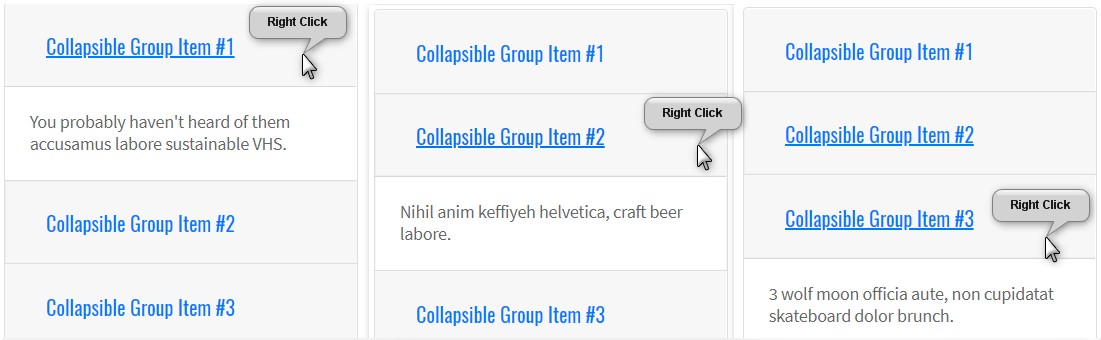 Right Click
Collapsible Group Item #1
You probably haven't heard of them
accusamus labore sustainable VHS.
Collapsible Group Item #2
Collapsible Group Item #3
Collapsible Group Item #1
Right Click
Collapsible Group Item #2
Nihil anim keffiyeh helvetica, craft beer
labore.
Collapsible Group Item #3
Collapsible Group Item #1
Collapsible Group Item #2
Right Click
Collapsible Group Item #3
3 wolf moon officia aute, non cupidatat
skateboard dolor brunch.